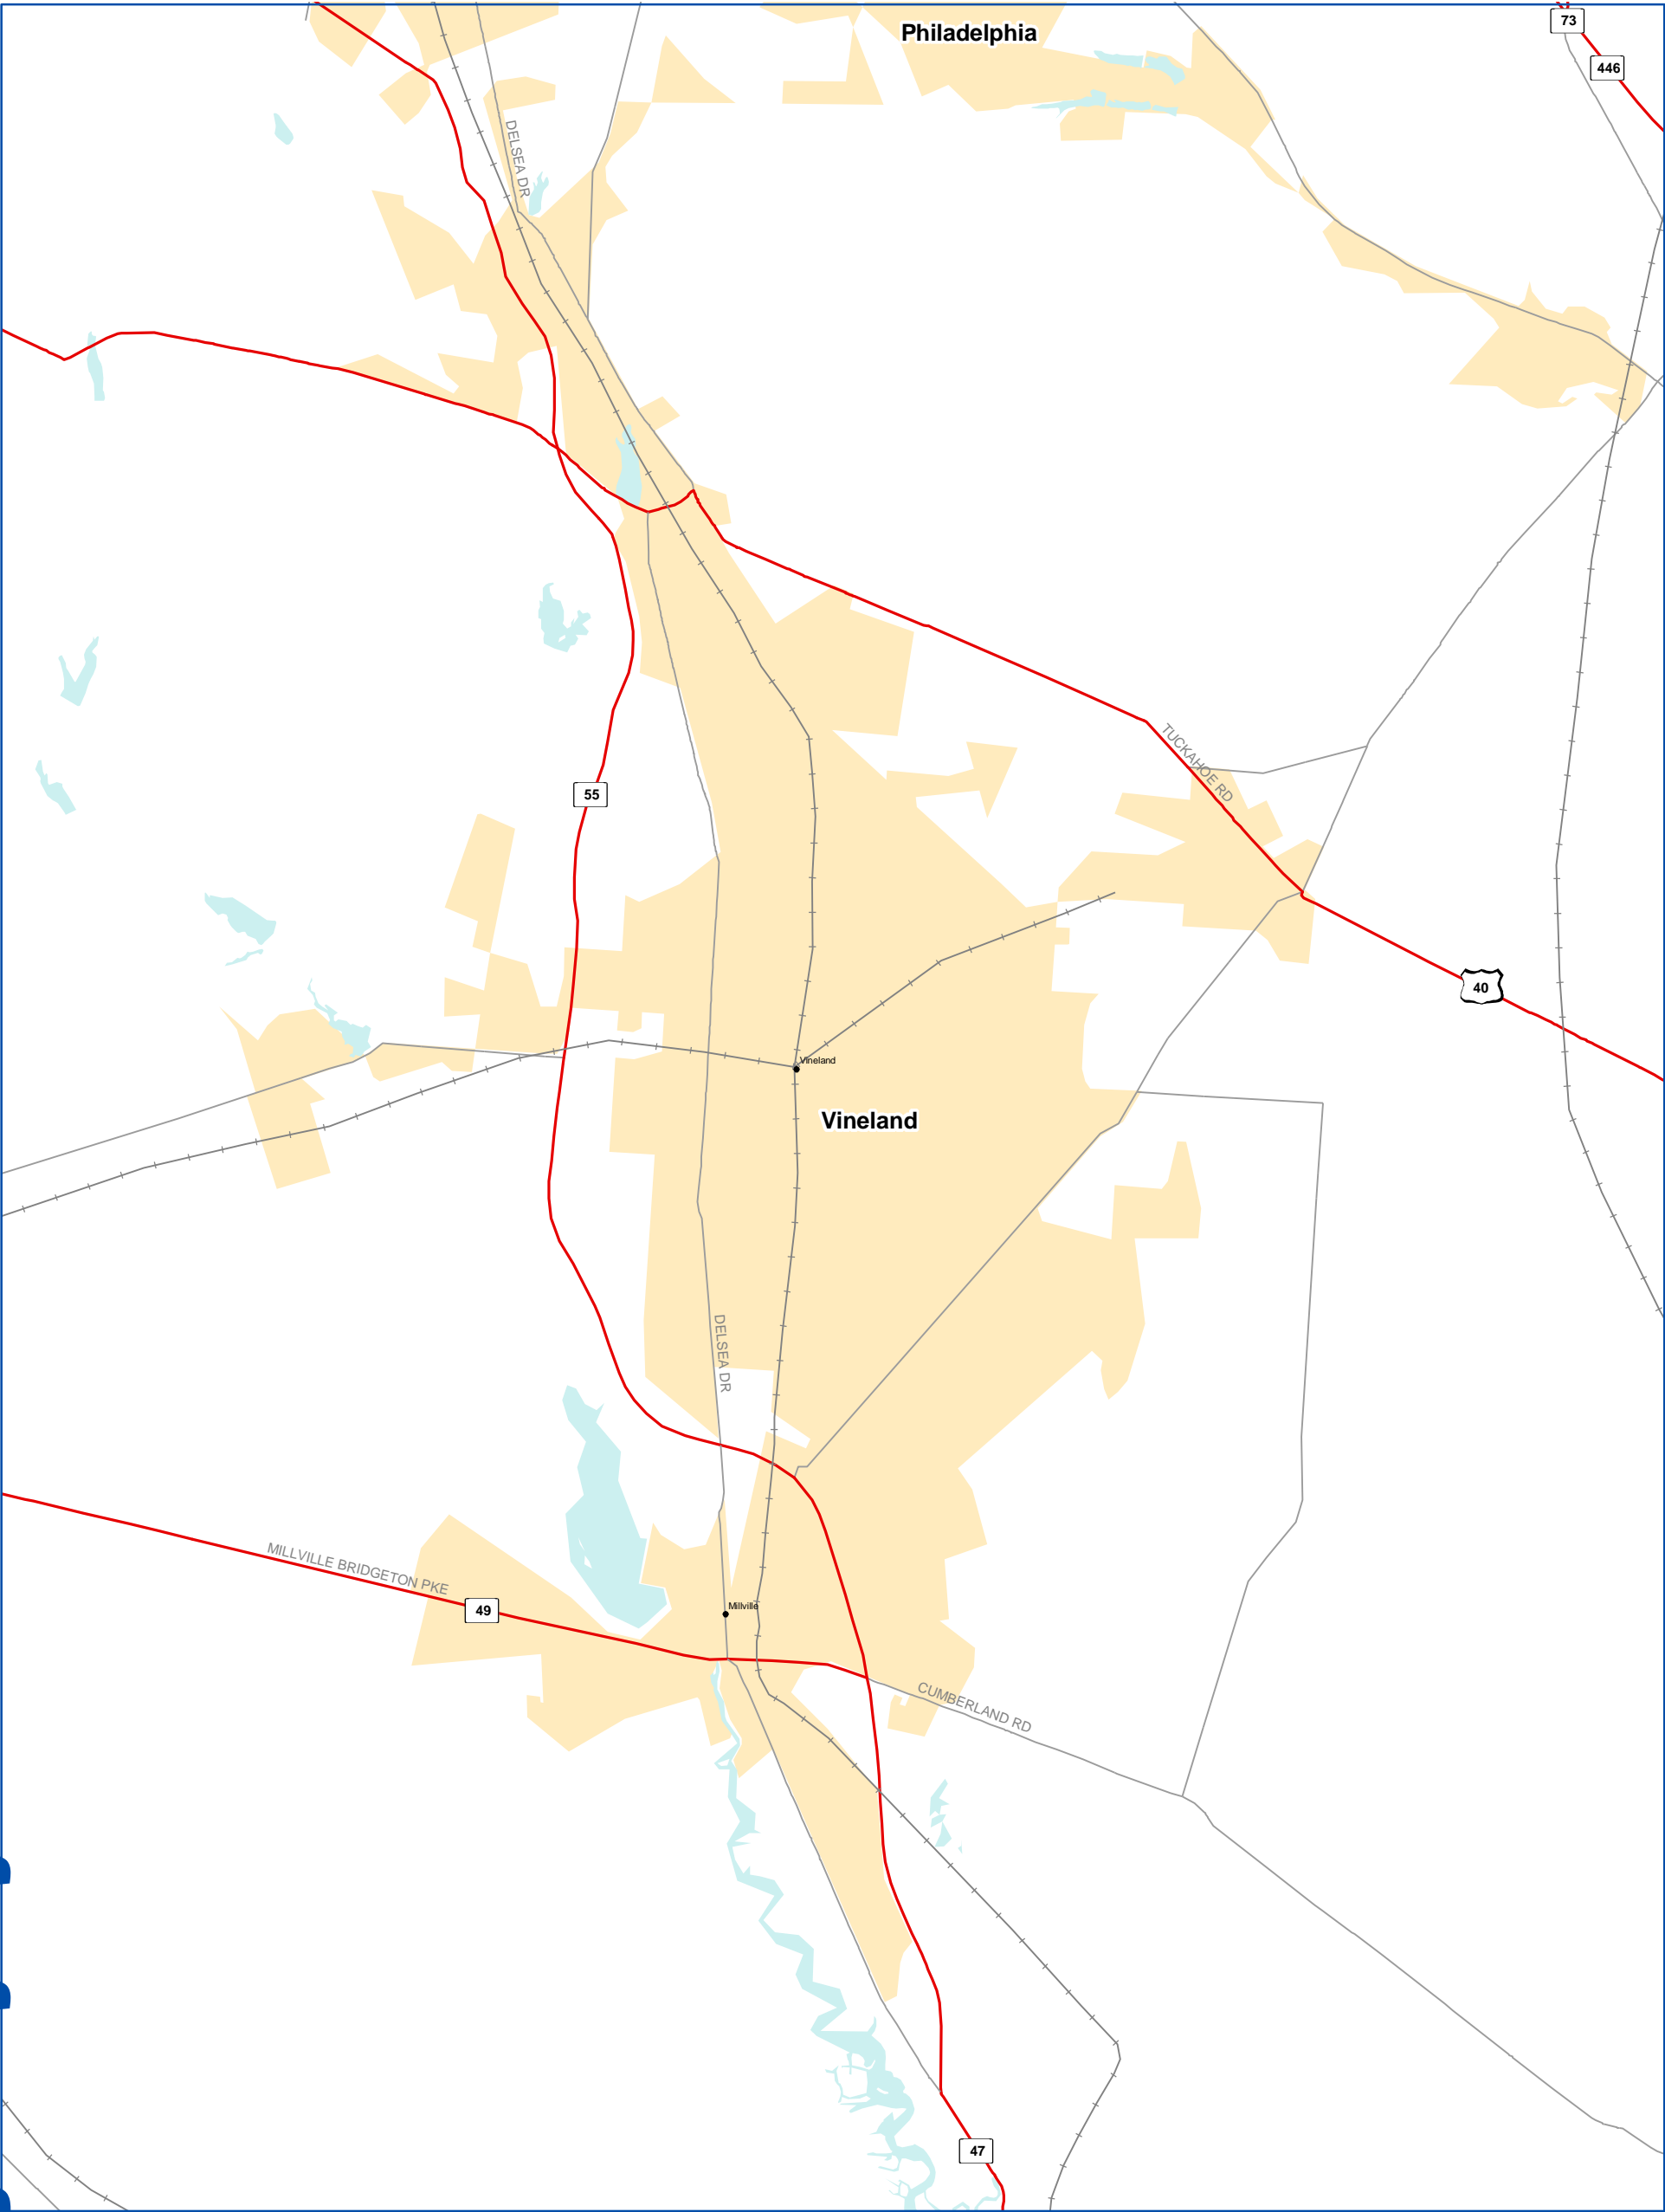 Philadelphia
73
446
DELSEA DR
55
TUCKAHOE RD
40
Vineland
Vineland
DELSEA DR
MILLVILLE BRIDGETON PKE
49
Millville
CUMBERLAND RD
47